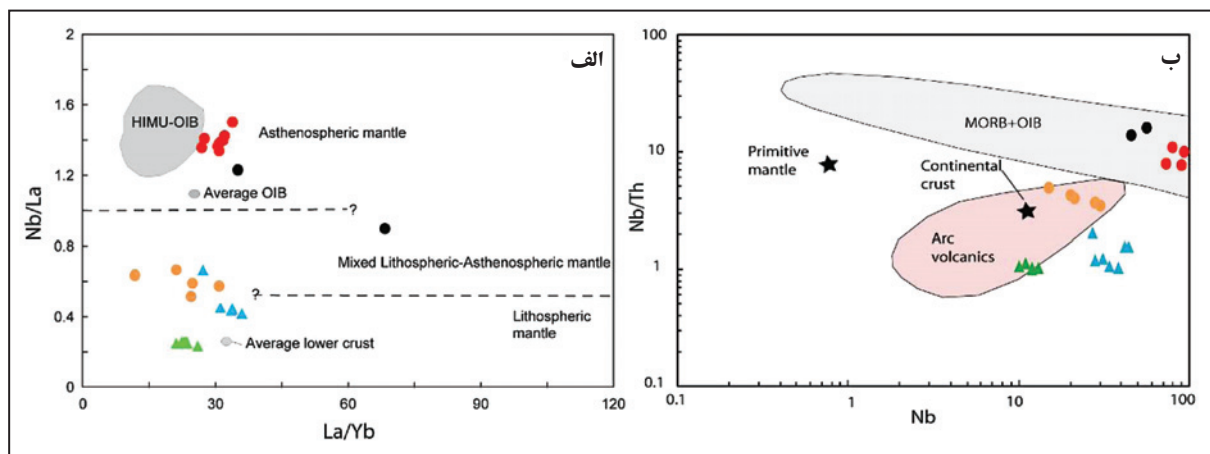 الف
2
1.6
1.2
0.8
0.4
0
Nb/La
HIMU-OIB
Asthenospheric mantle
Average OIB
?
Mixed Lithospheric-Asthenospheric mantle
?
Lithospheric
mantle
Average lower crust
0
30
60
90
120
La/Yb
ب
100
10
1
0.1
Nb/Th
MORB+OIB
Primitive
mantle
Continental
crust
Arc
volcanics
0.1
1
10
100
Nb